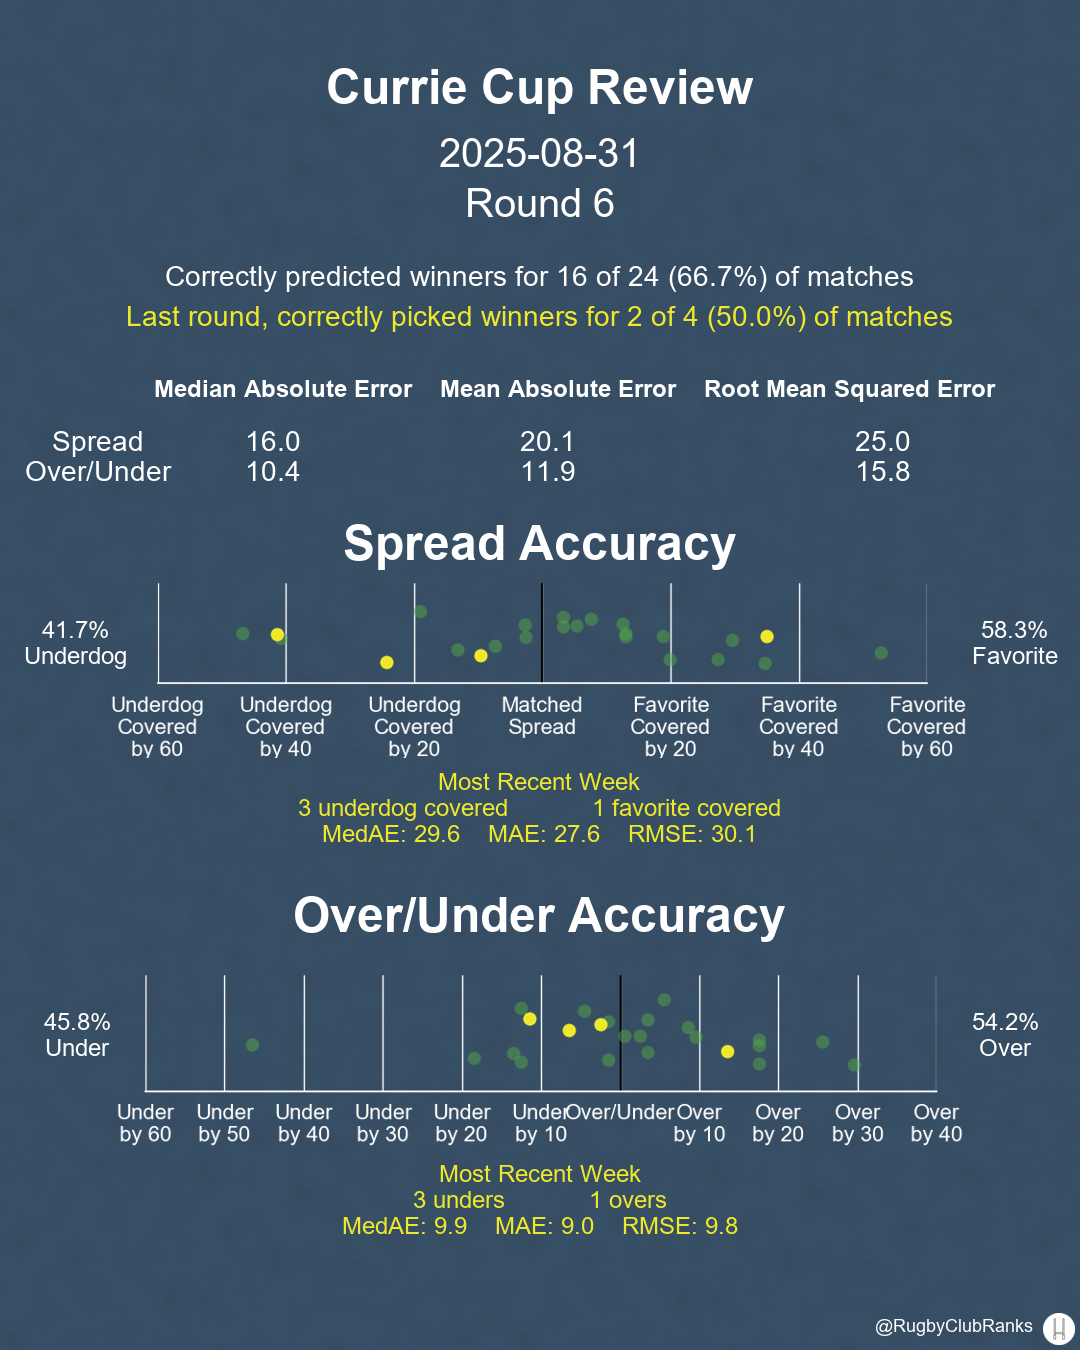 Currie Cup Review
2025-08-31
Round 6
Correctly predicted winners for 16 of 24 (66.7%) of matches
Last round, correctly picked winners for 2 of 4 (50.0%) of matches
Median Absolute Error Mean Absolute Error Root Mean Squared Error
Spread 16.0 20.1 25.0
Over/Under 10.4 11.9 15.8
Spread Accuracy
41.7% 58.3%
Underdog Favorite
Underdog Underdog Underdog Matched Favorite Favorite Favorite
Covered Covered Covered Spread Covered Covered Covered
by 60 by 40 by 20 by 20 by 40 by 60
Most Recent Week
3 underdog covered 1 favorite covered
MedAE: 29.6 MAE: 27.6 RMSE: 30.1
Over/Under Accuracy
45.8% 54.2%
Under Over
Under Under Under Under Under Under Over/Under Over Over Over Over
by 60 by 50 by 40 by 30 by 20 by 10 by 10 by 20 by 30 by 40
Most Recent Week
3 unders 1 overs
MedAE: 9.9 MAE: 9.0 RMSE: 9.8
@RugbyClubRanks